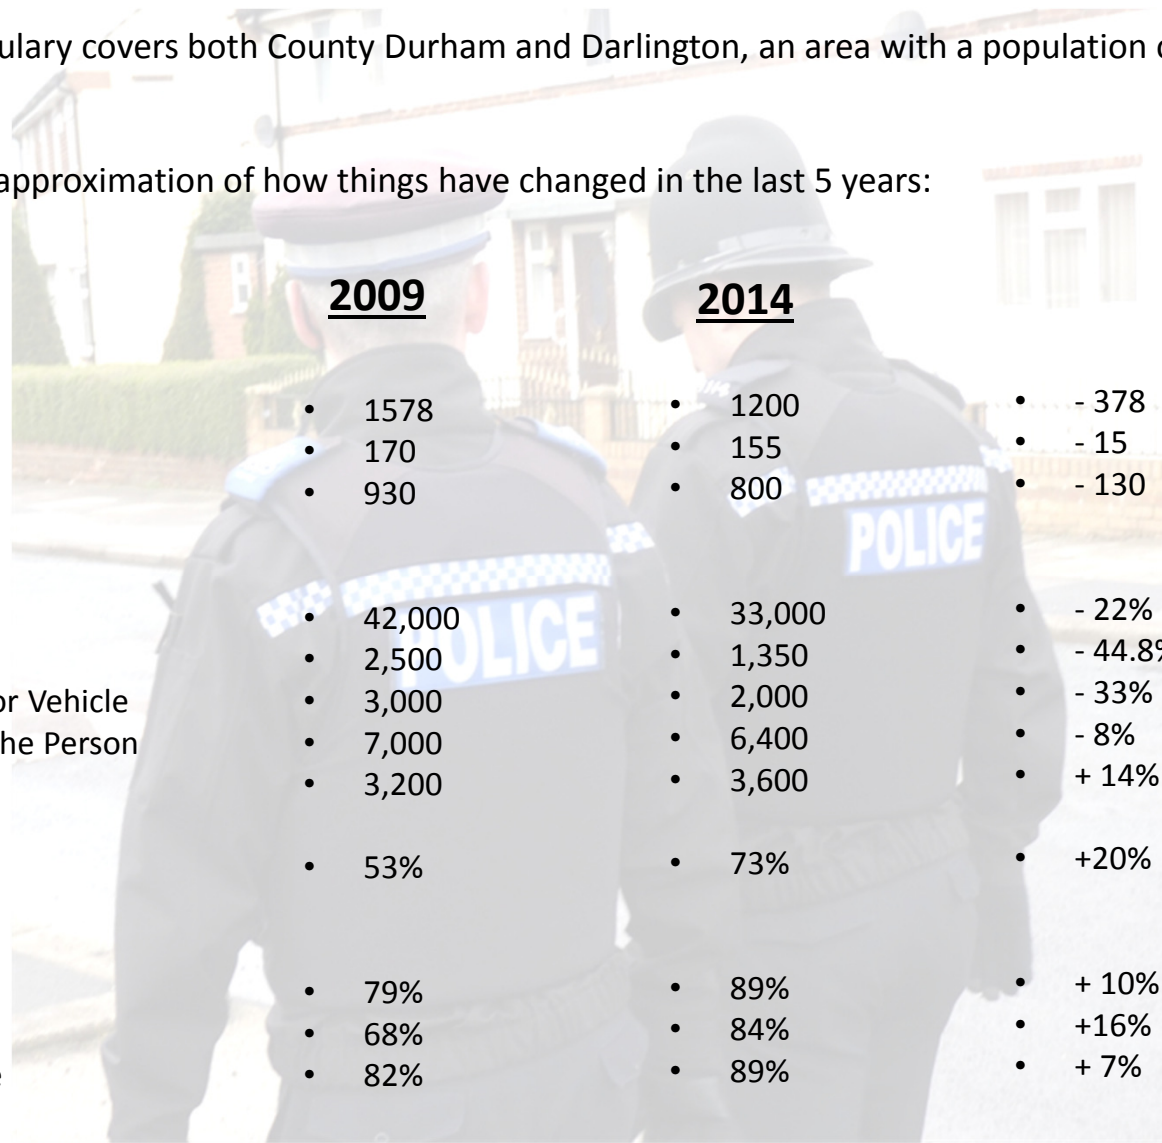 ulary covers both County Durham and Darlington, an area with a population
approximation of how things have changed in the last 5 years:
2009 2014
• 1578 • 1200 • - 378
• 170 • 155 • - 15
• 930 • 800 • - 130
POLICE
• 42,000 • 33,000 • - 22%
POLICE
• 2,500 • 1,350 • - 44.8%
or Vehicle • 3,000 • 2,000 • - 33%
he Person • 7,000 • 6,400 • - 8%
• 3,200 • 3,600 • + 14%
• 53% • 73% • +20%
• 79% • 89% • + 10%
• 68% • 84% • +16%
• 82% • 89% • + 7%